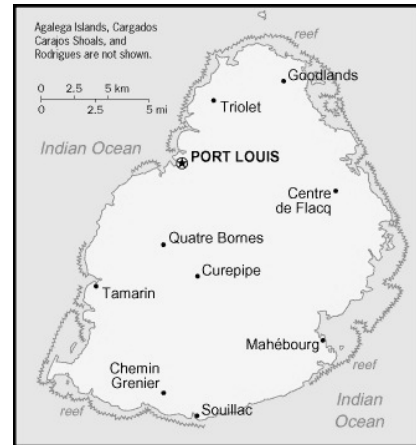 Agalega Islands, Cargados
Carajos Shoals, and
Rodrigues are not shown.
0 2.5 5 km
0 2.5 5 mi
reef
Goodlands
Triolet
Indian Ocean
PORT LOUIS
Centre
de Flacq
Quatre Bornes
Curepipe
Tamarin
Mahébourg
reef
Chemin
Grenier
Souillac
reef
Indian
Ocean